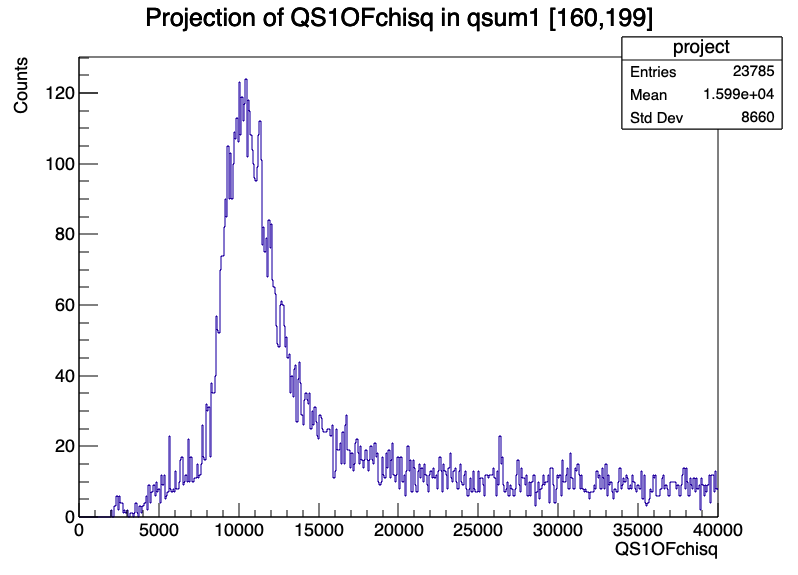 Projection of QS1OFchisq in qsum1 [160,199]
project
Entries 23785
Mean 1.599e+04
Std Dev 8660
Counts
120
100
80
60
40
20
0
0 5000 10000 15000 20000 25000 30000 35000 40000
QS1OFchisq